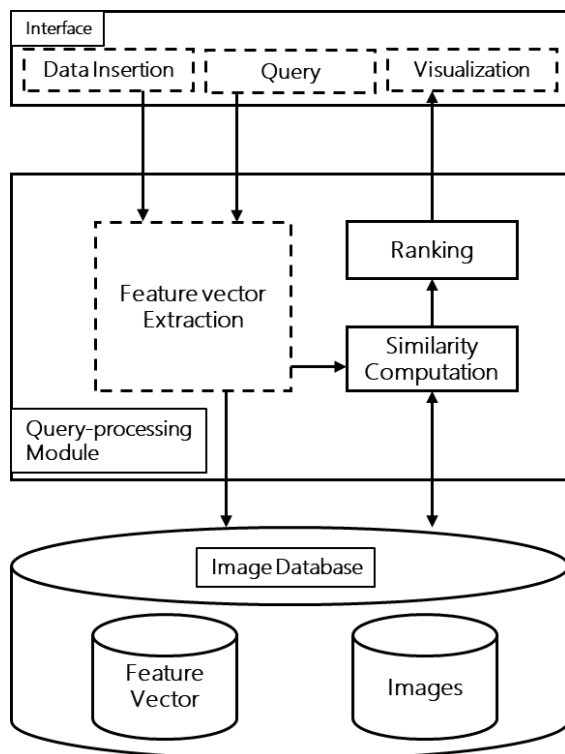 Interface
Data Insertion
Query
Visualization
Feature vector
Extraction
Ranking
Similarity
Computation
Query-processing
Module
Image Database
Feature
Vector
Images